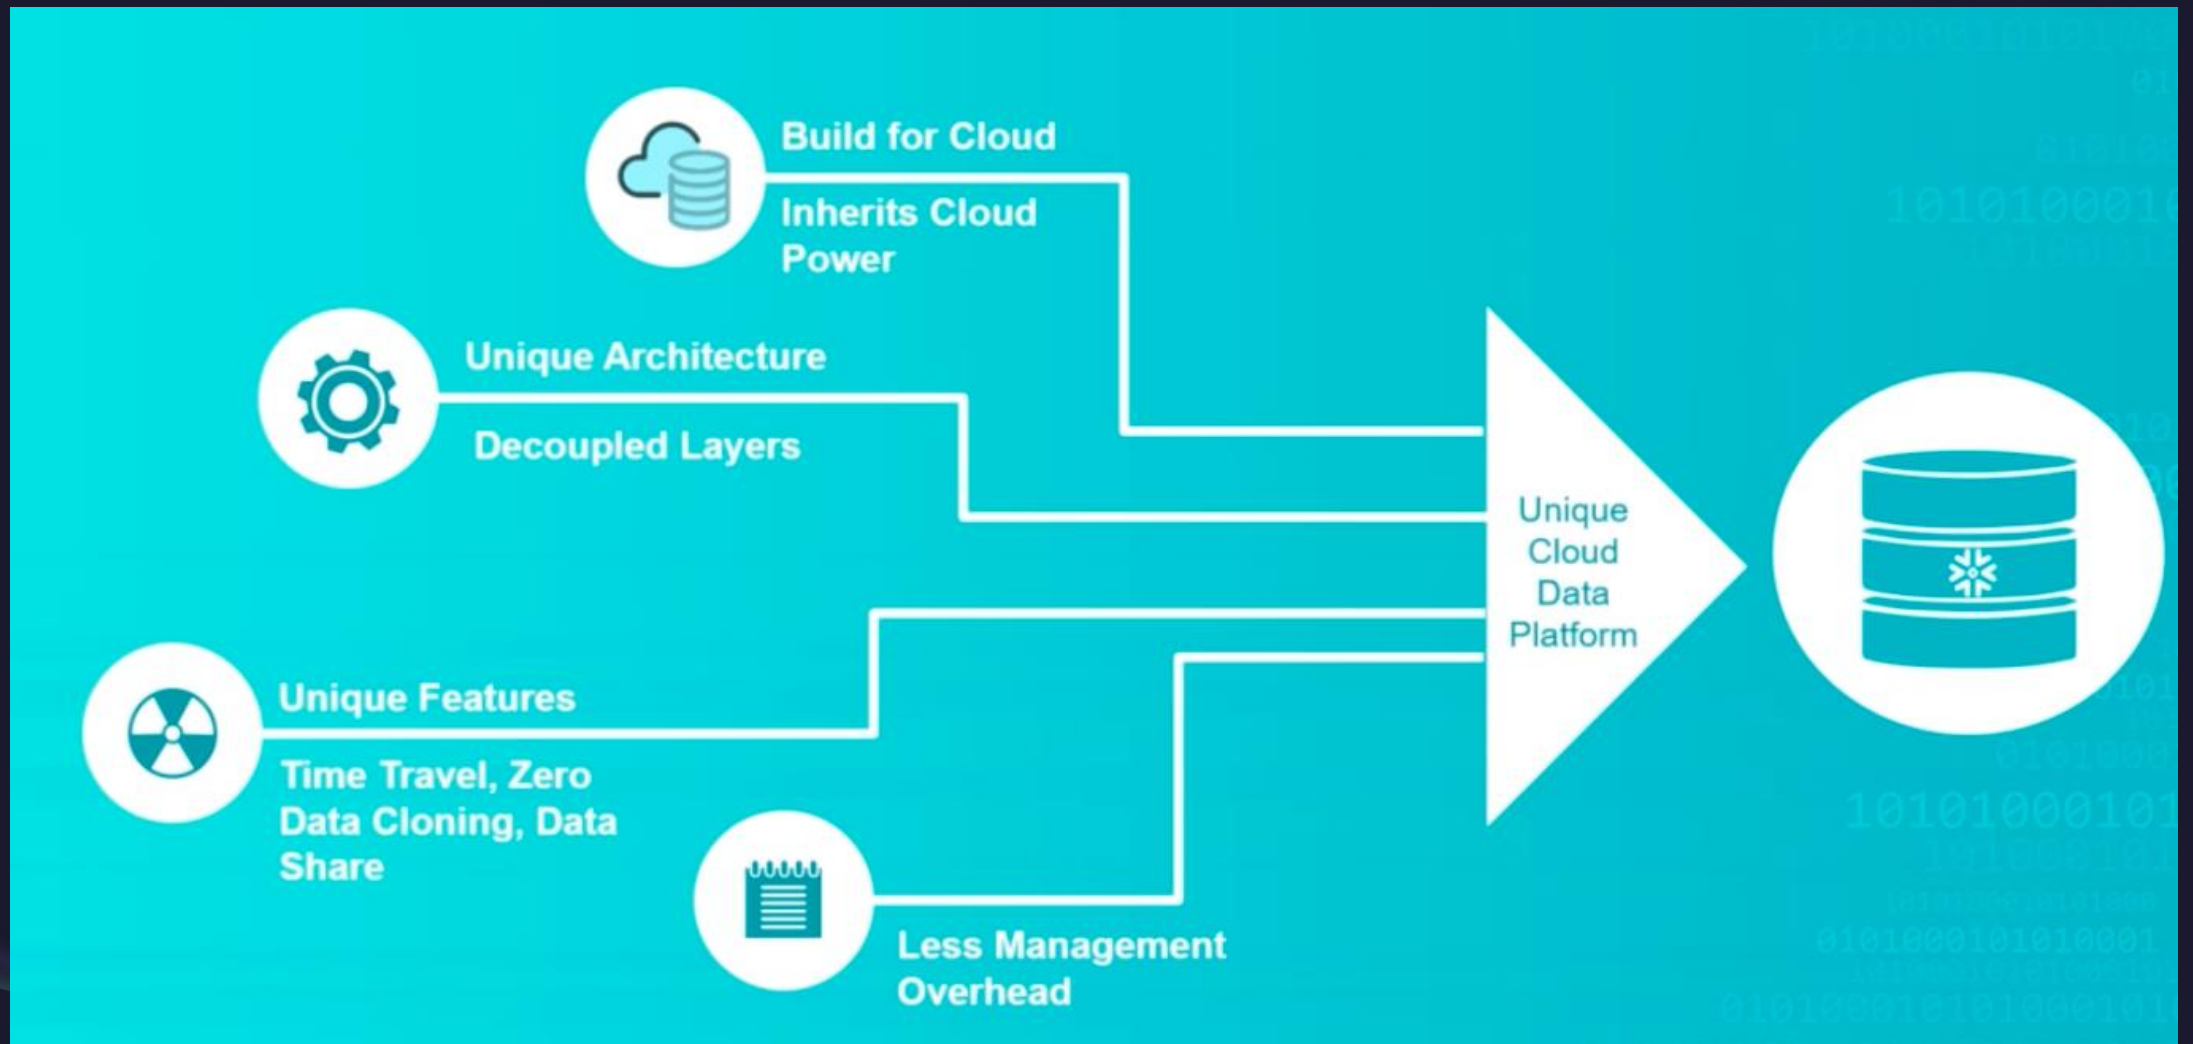 Build for Cloud
Inherits Cloud
Power
Unique Architecture
Decoupled Layers
Unique Features
Time Travel, Zero
Data Cloning, Data
Share
Less Management
Overhead
Unique
Cloud
Data
Platform